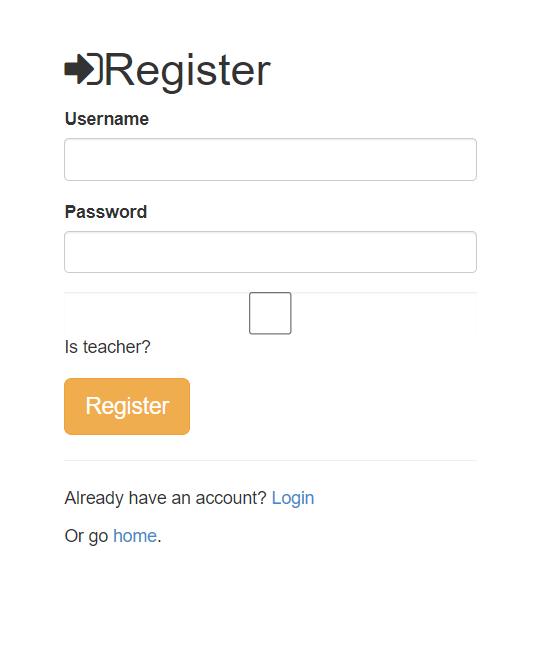 Register
Username
Password
Is teacher?
Register
Already have an account? Login
Or go home.